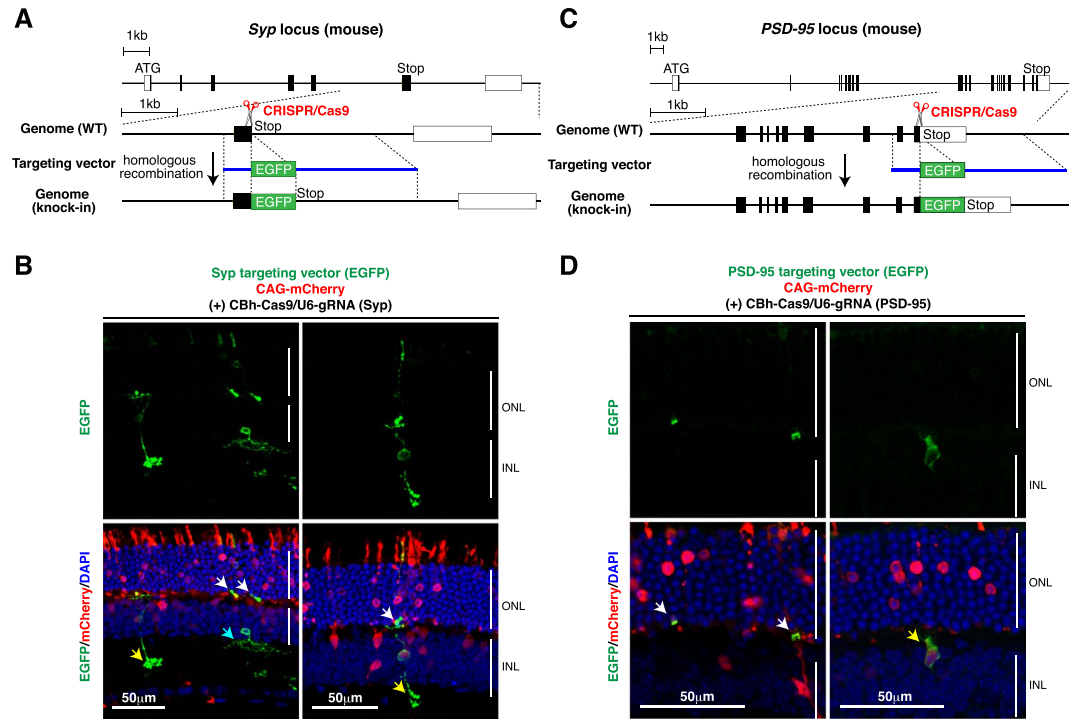 A
Syp locus (mouse)
1kb
ATG
Stop
1kb
CRISPR/Cas9
Genome (WT)
Stop
Targeting vector
homologous
recombination
EGFP
Genome
(knock-in)
EGFP
Stop
C
PSD-95 locus (mouse)
1kb
ATG
Stop
1kb
CRISPR/Cas9
Genome (WT)
Stop
Targeting vector
homologous
recombination
EGFP
Genome
(knock-in)
EGFP
Stop
B
Syp targeting vector (EGFP)
CAG-mCherry
(+) CBh-Cas9/U6-gRNA (Syp)
EGFP
ONL
INL
EGFP/mCherry/DAPI
ONL
INL
50μm
50μm
D
PSD-95 targeting vector (EGFP)
CAG-mCherry
(+) CBh-Cas9/U6-gRNA (PSD-95)
EGFP
ONL
INL
EGFP/mCherry/DAPI
ONL
INL
50μm
50μm